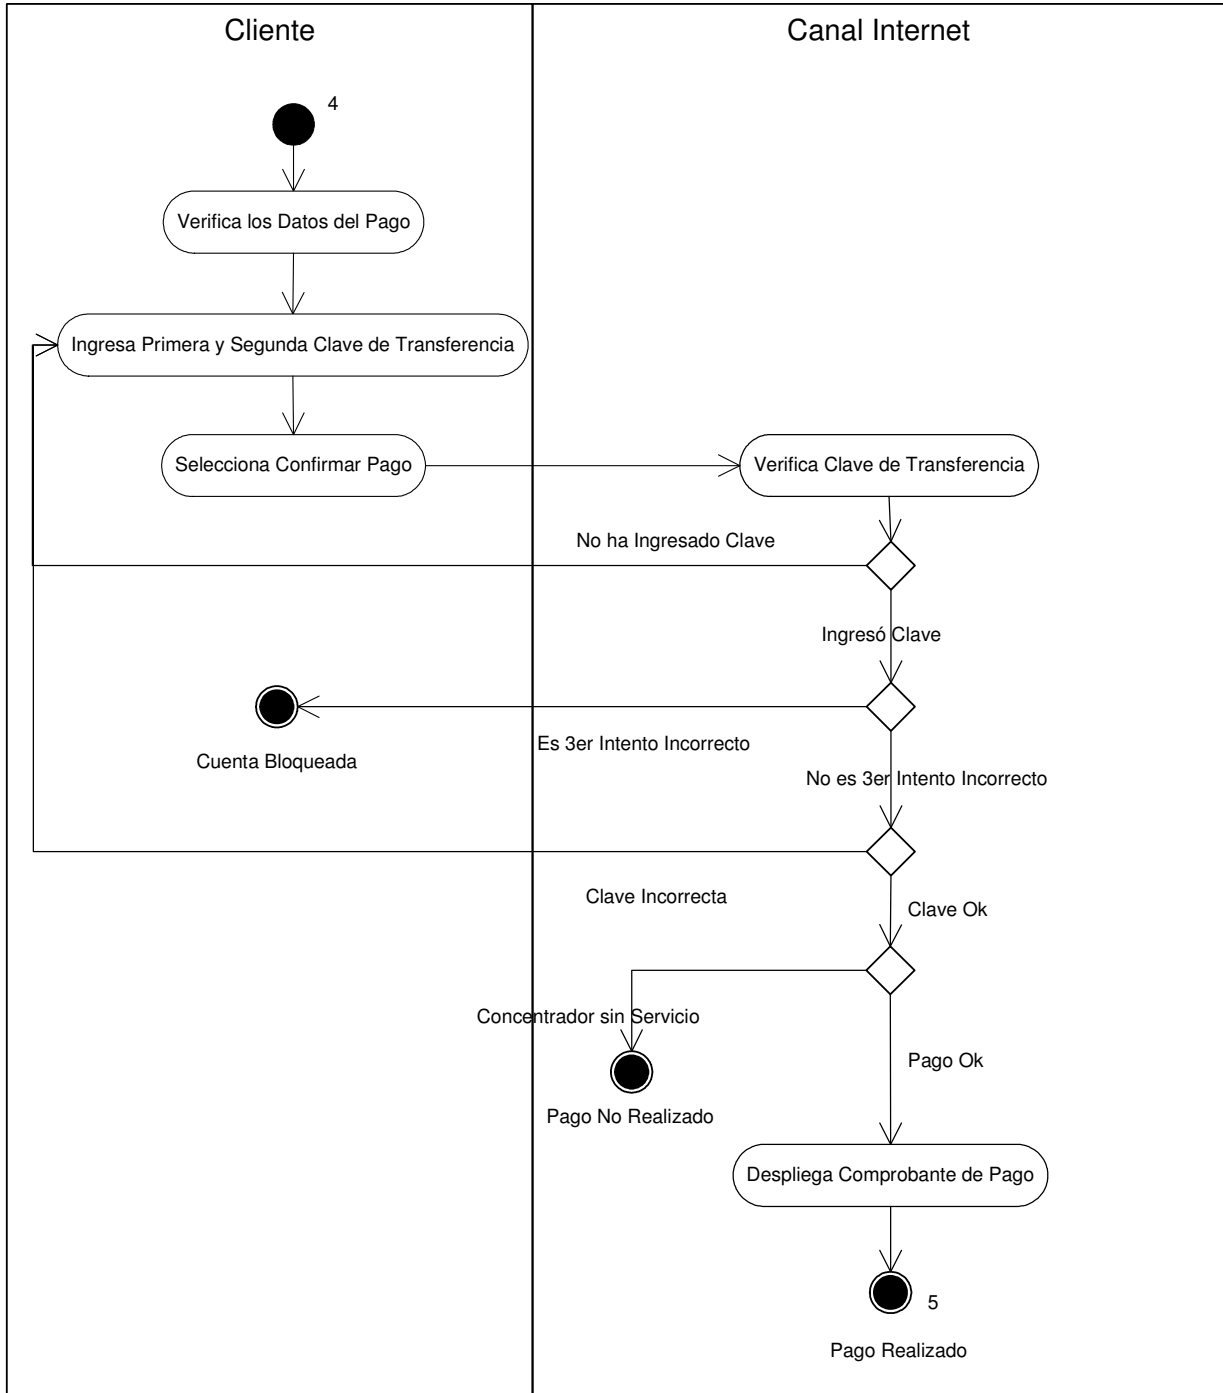 Cliente
Canal Internet
4
Verifica los Datos del Pago
Ingresa Primera y Segunda Clave de Transferencia
Selecciona Confirmar Pago
Verifica Clave de Transferencia
No ha Ingresado Clave
Ingresó Clave
Es 3er Intento Incorrecto
Cuenta Bloqueada
No es 3er Intento Incorrecto
Clave Incorrecta
Clave Ok
Concentrador sin Servicio
Pago Ok
Pago No Realizado
Despliega Comprobante de Pago
5
Pago Realizado